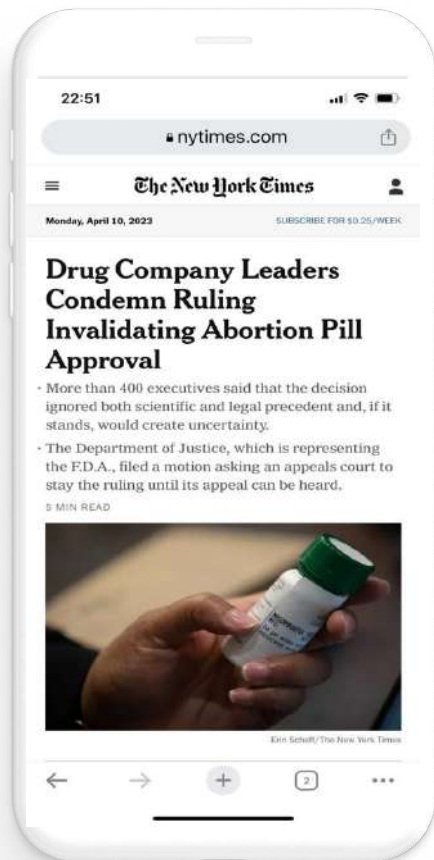 22:51
nytimes.com
The New York Times
Monday, April 10, 2023
SUBSCRIBE FOR $0.25/WEEK
Drug Company Leaders
Condemn Ruling
Invalidating Abortion Pill
Approval
· More than 400 executives said that the decision
ignored both scientific and legal precedent and, if it
stands, would create uncertainty.
· The Department of Justice, which is representing
the F.D.A., filed a motion asking an appeals court to
stay the ruling until its appeal can be heard.
5 MIN READ
Erin Schaff/The New York Times
2